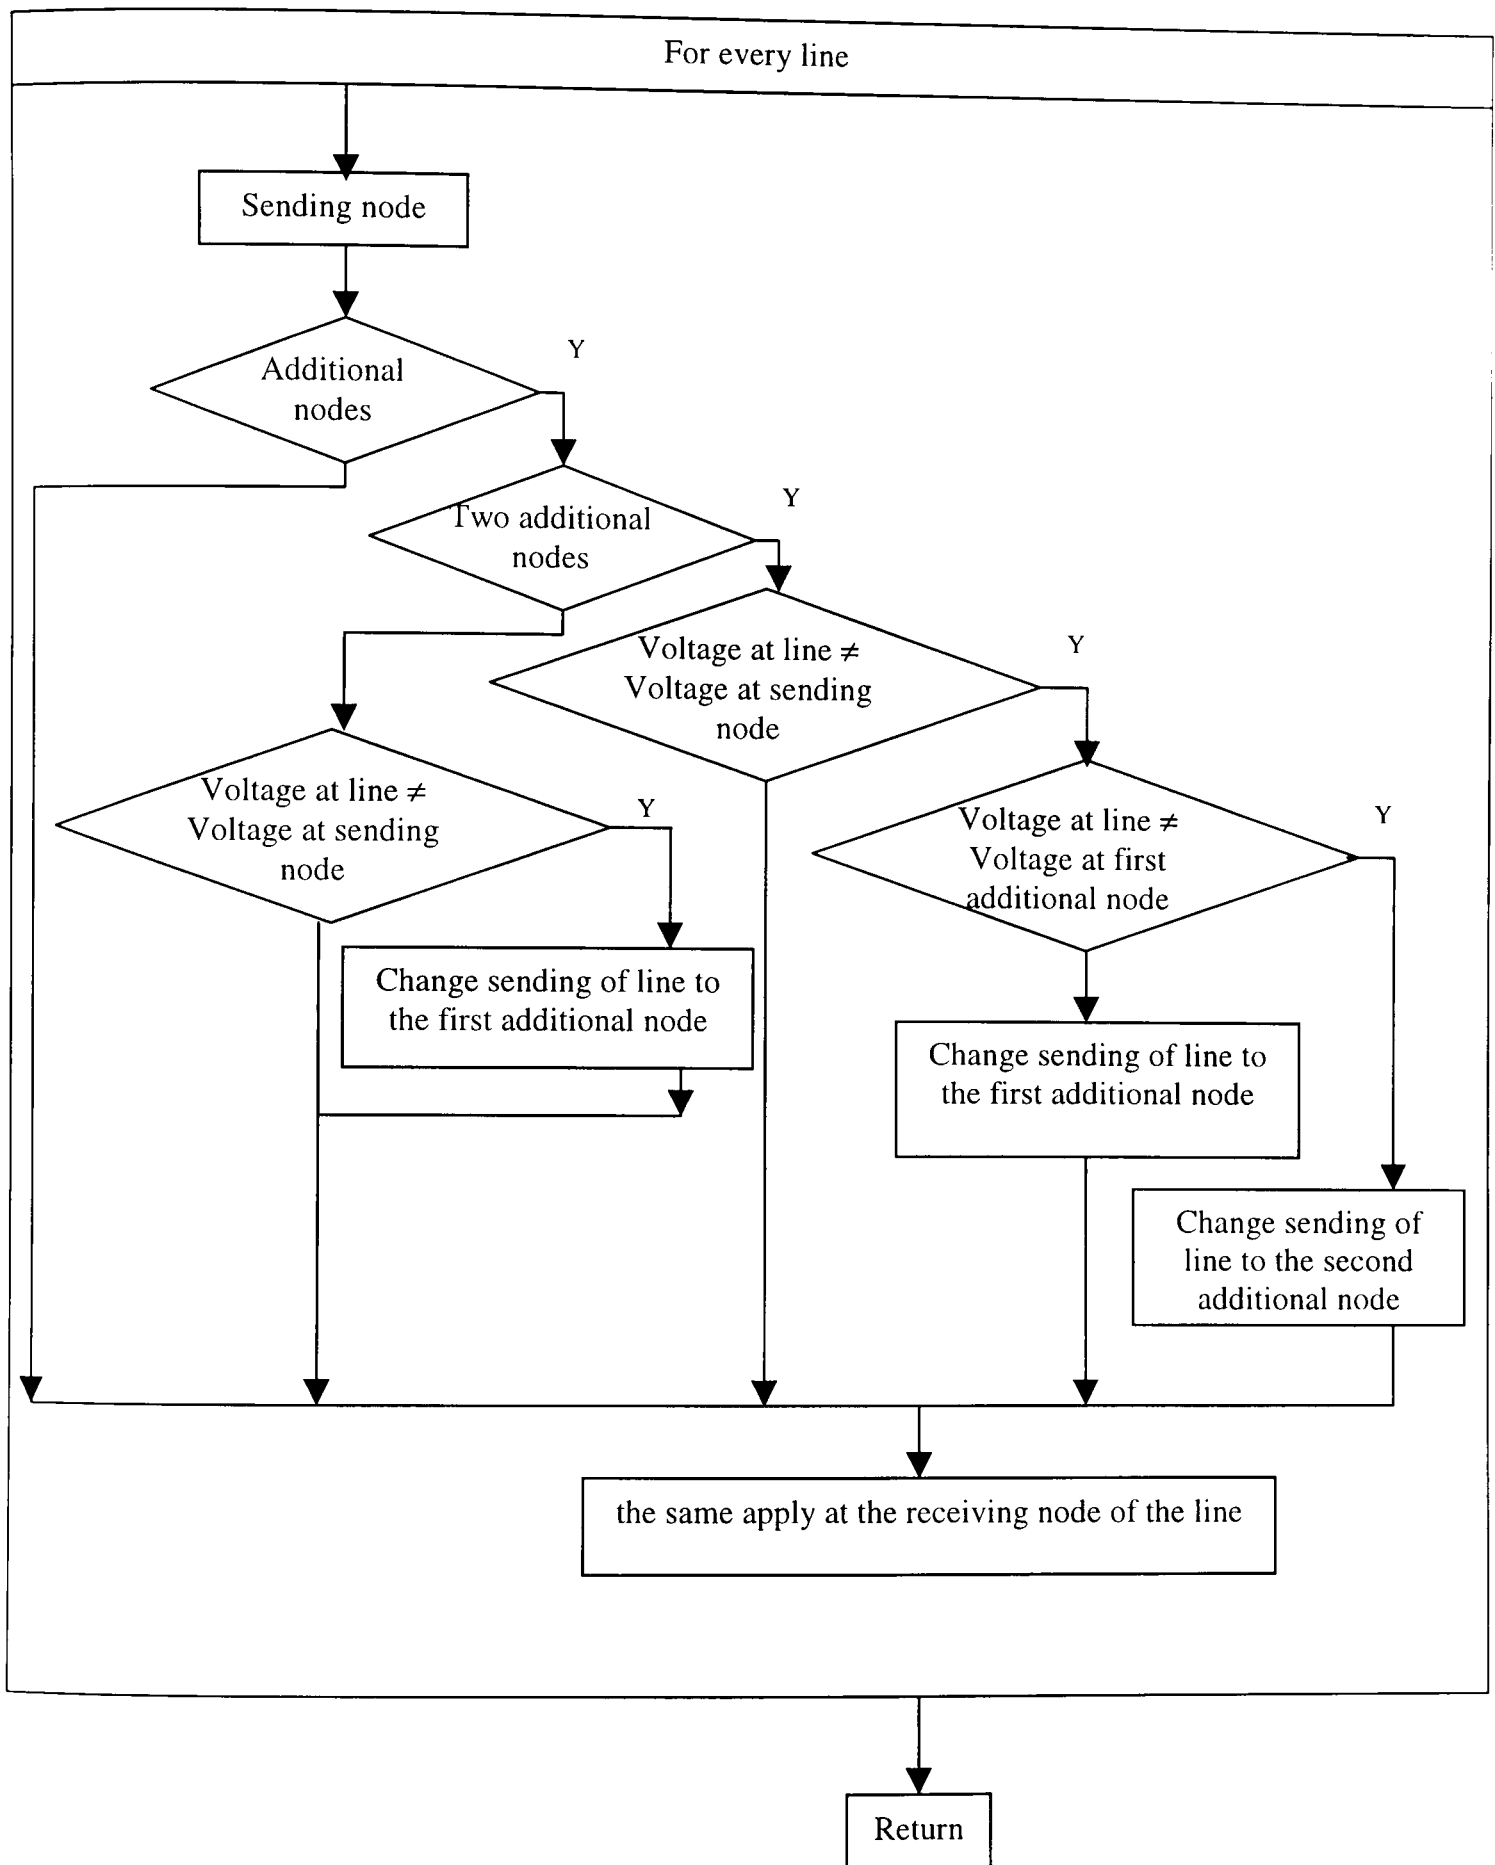 For every line
Sending node
Y
Additional
nodes
Y
Two additional
nodes
Y
Voltage at line ≠
Voltage at sending
node
Voltage at line ≠
Voltage at sending
node
Y
Voltage at line ≠
Voltage at first
additional node
Y
Change sending of line to
the first additional node
Change sending of line to
the first additional node
Change sending of
line to the second
additional node
the same apply at the receiving node of the line
Return